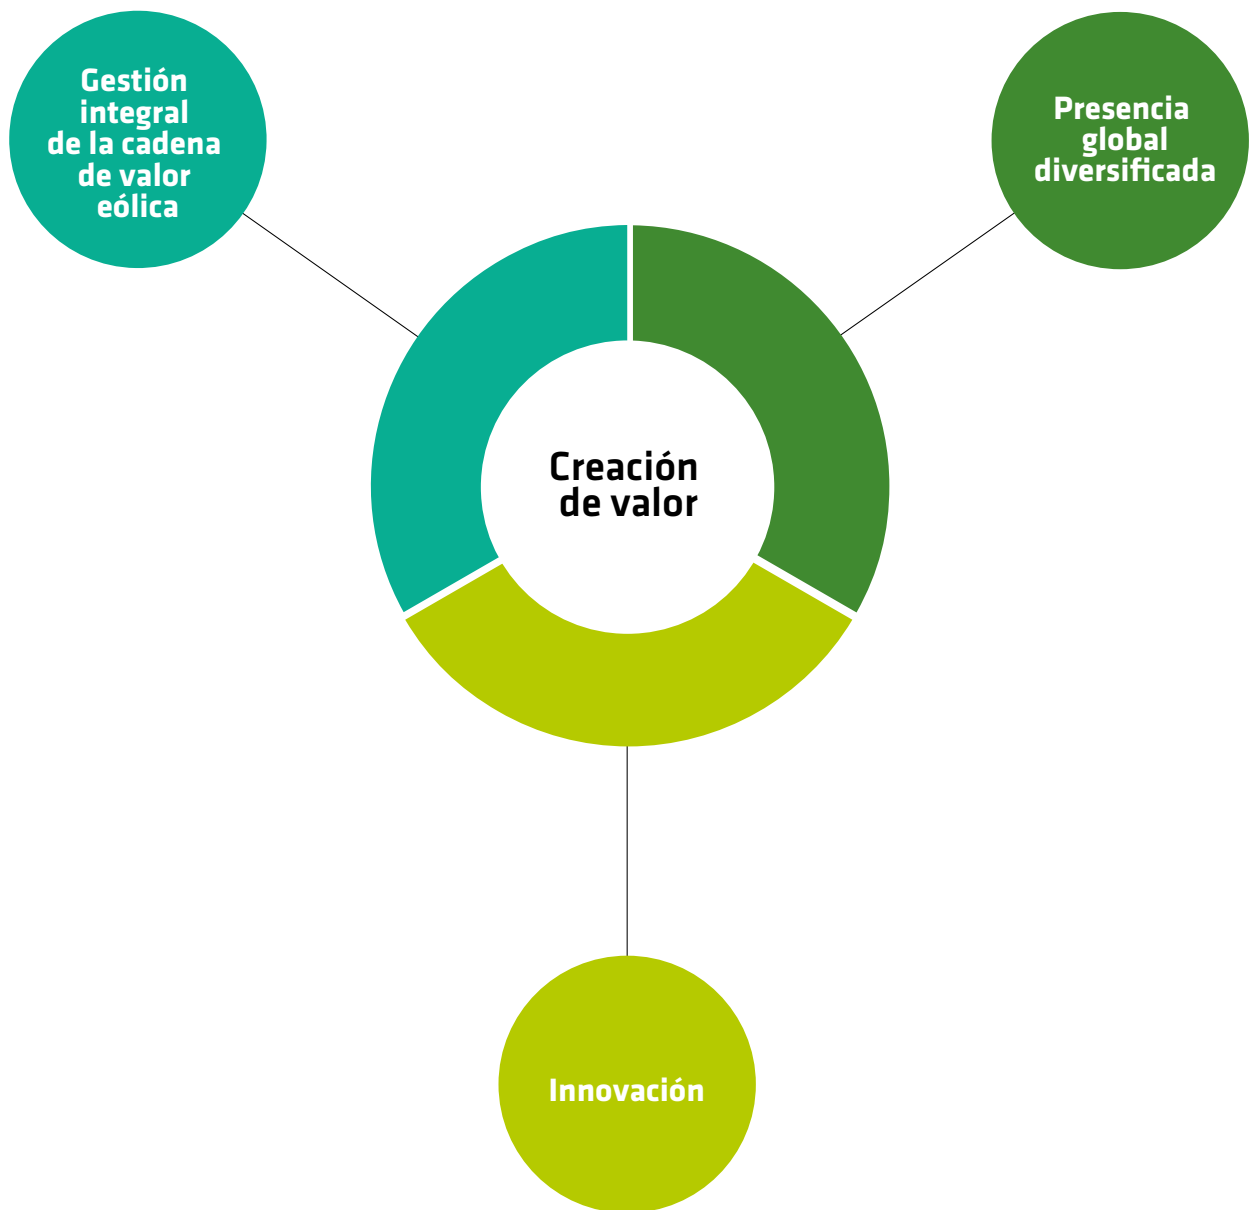 Gestión
integral
de la cadena
de valor
eólica
Presencia
global
diversificada
Creación
de valor
Innovación